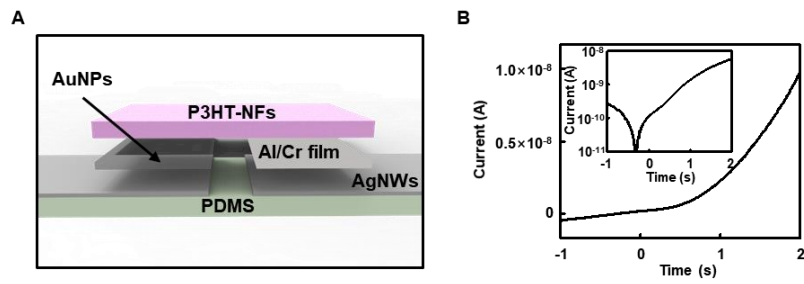 A
B
AuNPs
P3HT-NFs
Al/Cr film
AgNWs
PDMS
Current (A)
1.0×10⁻⁸
0.5×10⁻⁸
0
-1
0
1
2
Time (s)
Current (A)
10⁻⁸
10⁻⁹
10⁻¹⁰
10⁻¹¹
-1
0
1
2
Time (s)